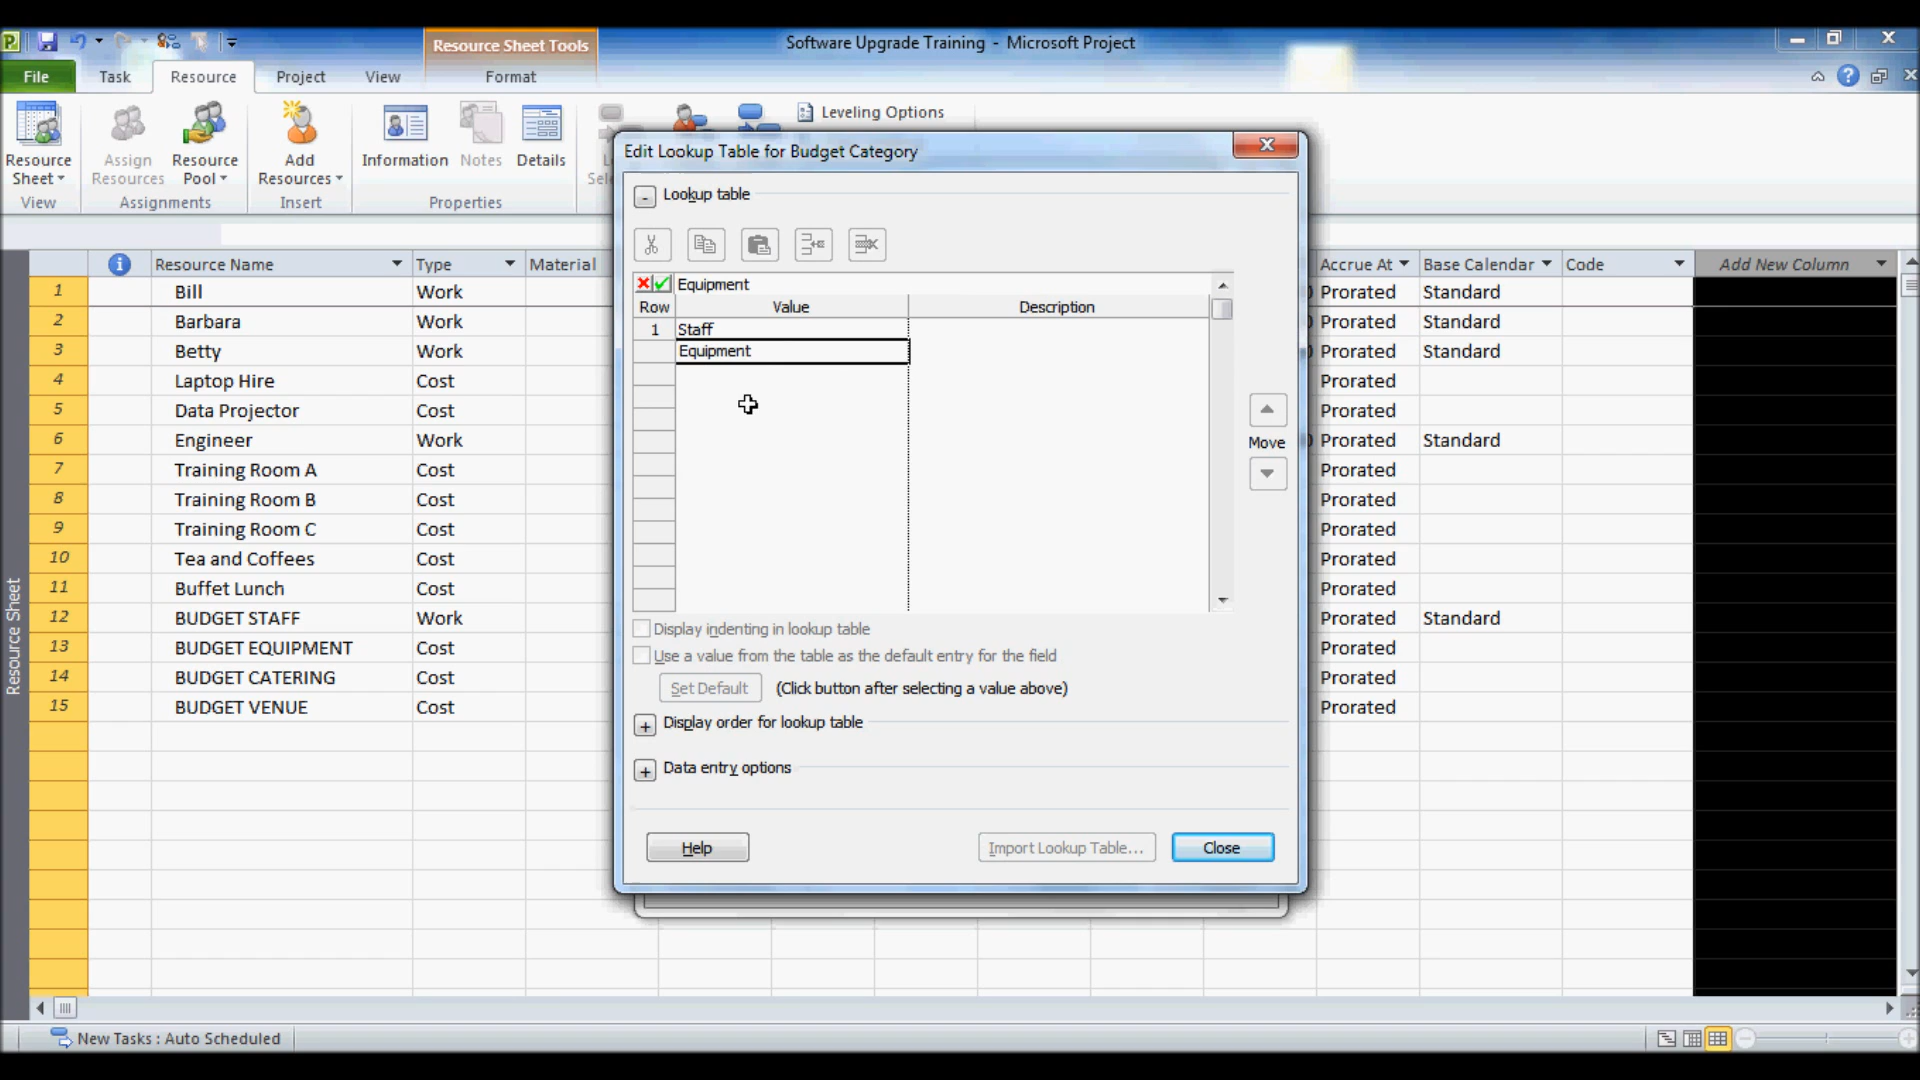 Resource Sheet Tools
Software Upgrade Training - Microsoft Project
File Task Resource Project View Format
Leveling Options
Resource Sheet
Assign Resources
Resource Pool
Add Resources
Information
Notes
Details
View Assignments Insert Properties
Edit Lookup Table for Budget Category
Lookup table
Equipment
Row Value Description
1 Staff
Equipment
Move
Display indenting in lookup table
Use a value from the table as the default entry for the field
Set Default (Click button after selecting a value above)
Display order for lookup table
Data entry options
Help Import Lookup Table... Close
Resource Name Type Material Accrue At Base Calendar Code Add New Column
1 Bill Work Prorated Standard
2 Barbara Work Prorated Standard
3 Betty Work Prorated Standard
4 Laptop Hire Cost Prorated
5 Data Projector Cost Prorated
6 Engineer Work Prorated Standard
7 Training Room A Cost Prorated
8 Training Room B Cost Prorated
9 Training Room C Cost Prorated
10 Tea and Coffees Cost Prorated
11 Buffet Lunch Cost Prorated
12 BUDGET STAFF Work Prorated Standard
13 BUDGET EQUIPMENT Cost Prorated
14 BUDGET CATERING Cost Prorated
15 BUDGET VENUE Cost Prorated
Resource Sheet
New Tasks : Auto Scheduled